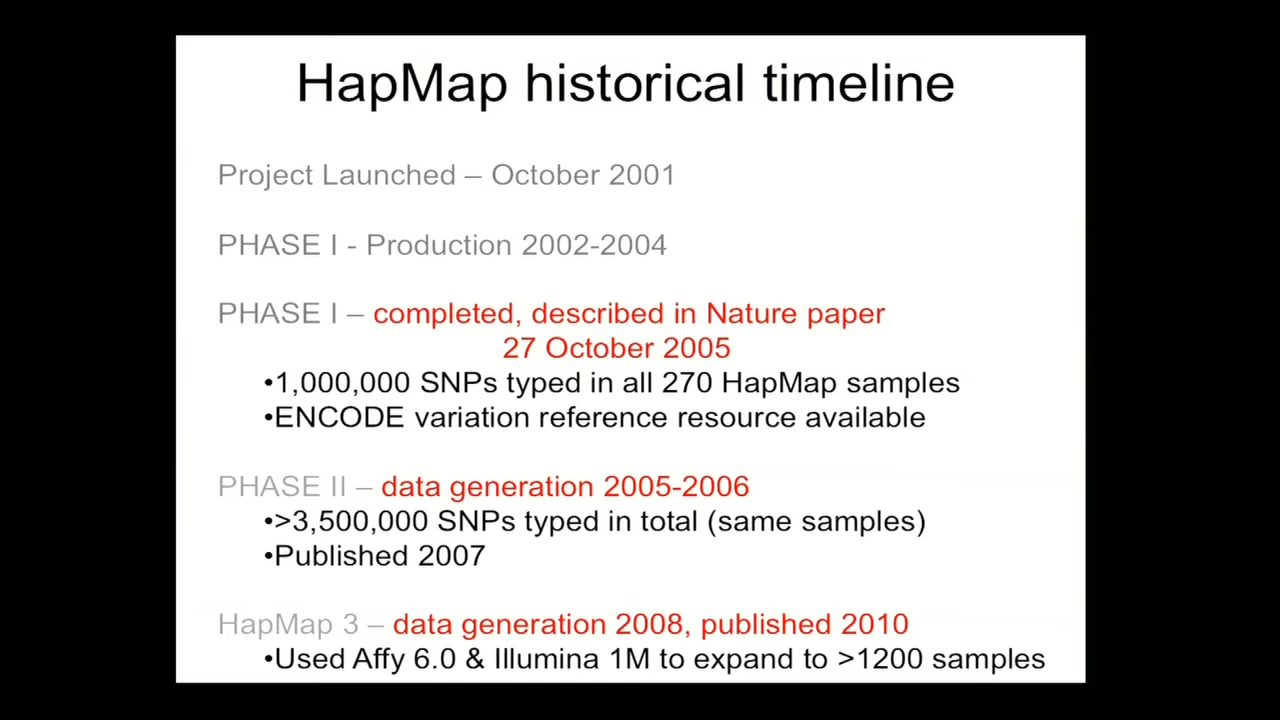 HapMap historical timeline
Project Launched – October 2001
PHASE I - Production 2002-2004
PHASE I – completed, described in Nature paper
27 October 2005
•1,000,000 SNPs typed in all 270 HapMap samples
•ENCODE variation reference resource available
PHASE II – data generation 2005-2006
•>3,500,000 SNPs typed in total (same samples)
•Published 2007
HapMap 3 – data generation 2008, published 2010
•Used Affy 6.0 & Illumina 1M to expand to >1200 samples